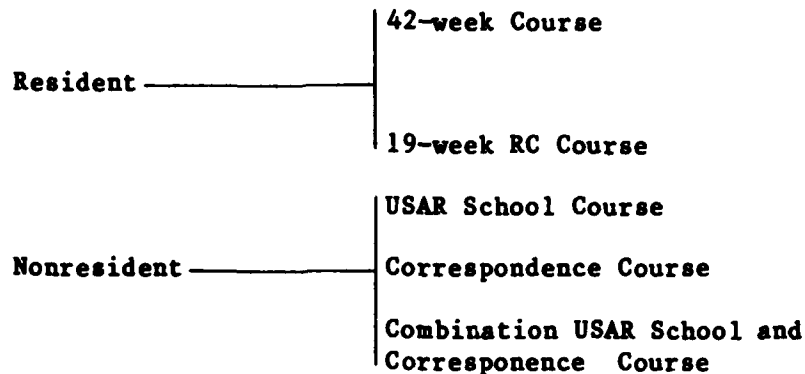 42-week Course
Resident
19-week RC Course
USAR School Course
Nonresident
Correspondence Course
Combination USAR School and
Corresponence Course